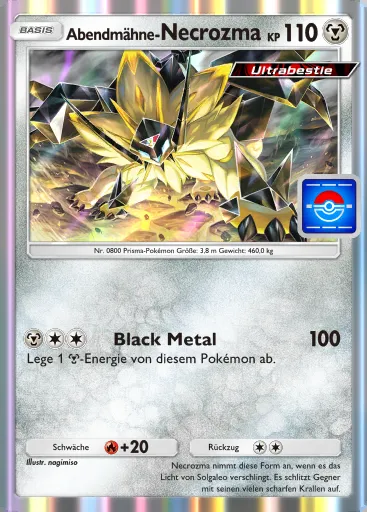 BASIS
Abendmähne-Necrozma KP 110
Ultrabestie
Nr. 0800 Prisma-Pokémon Größe: 3,8 m Gewicht: 460,0 kg
Black Metal 100
Lege 1 -Energie von diesem Pokémon ab.
Schwäche +20 Rückzug
Illustr. nagimiso
Necrozma nimmt diese Form an, wenn es das
Licht von Solgaleo verschlingt. Es schlitzt Gegner
mit seinen vielen scharfen Krallen auf.